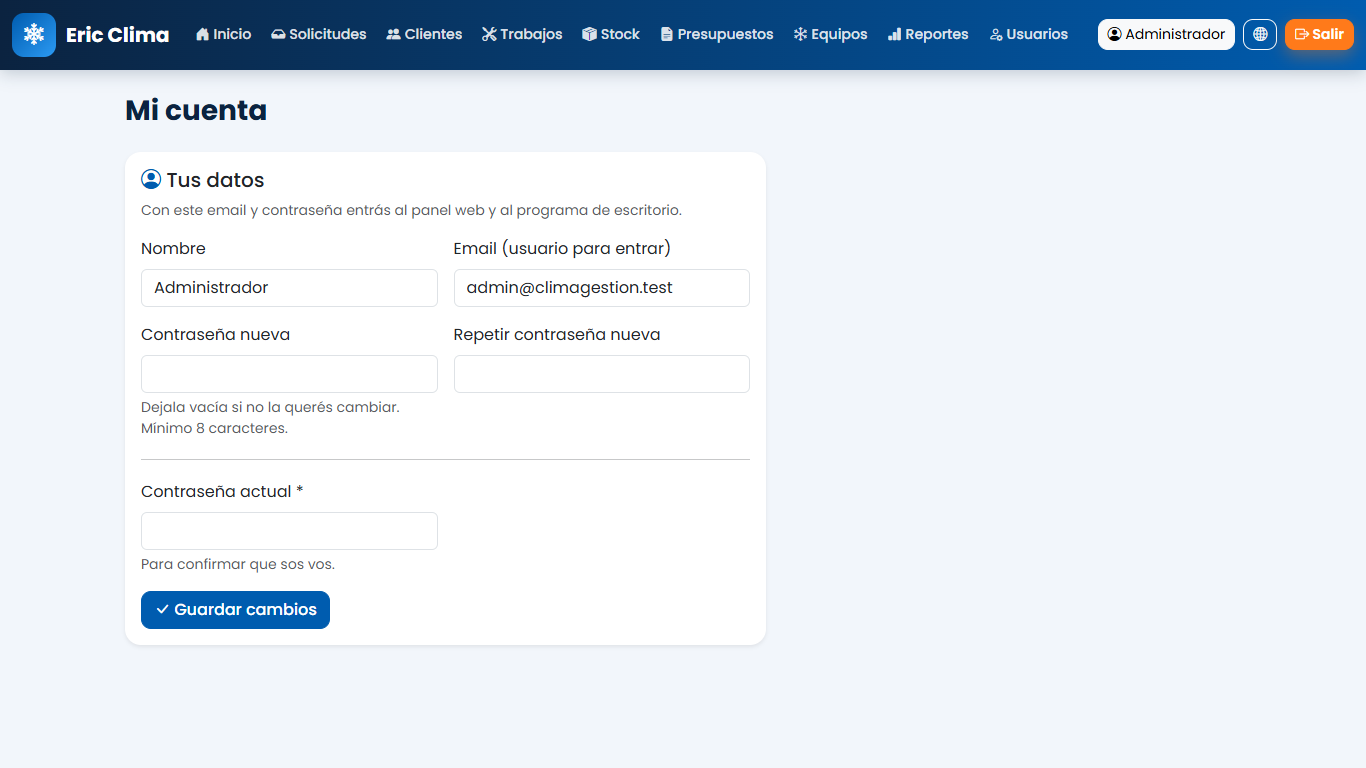 Eric Clima Inicio Solicitudes Clientes Trabajos Stock Presupuestos Equipos Reportes Usuarios Administrador Salir
Mi cuenta
Tus datos
Con este email y contraseña entrás al panel web y al programa de escritorio.
Nombre Email (usuario para entrar)
Administrador admin@climagestion.test
Contraseña nueva Repetir contraseña nueva
Dejala vacía si no la querés cambiar.
Mínimo 8 caracteres.
Contraseña actual *
Para confirmar que sos vos.
Guardar cambios